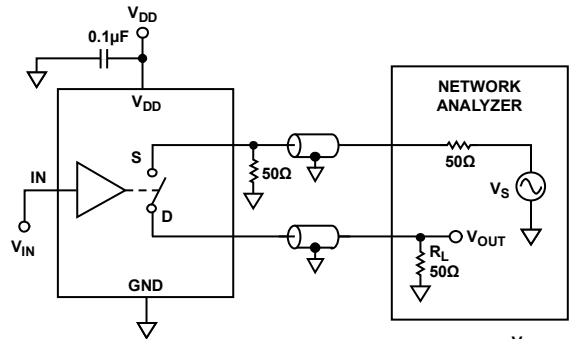 V_DD
0.1μF
V_DD
NETWORK
ANALYZER
S
50Ω
50Ω
IN
V_S
D
V_IN
V_OUT
R_L
50Ω
GND
V